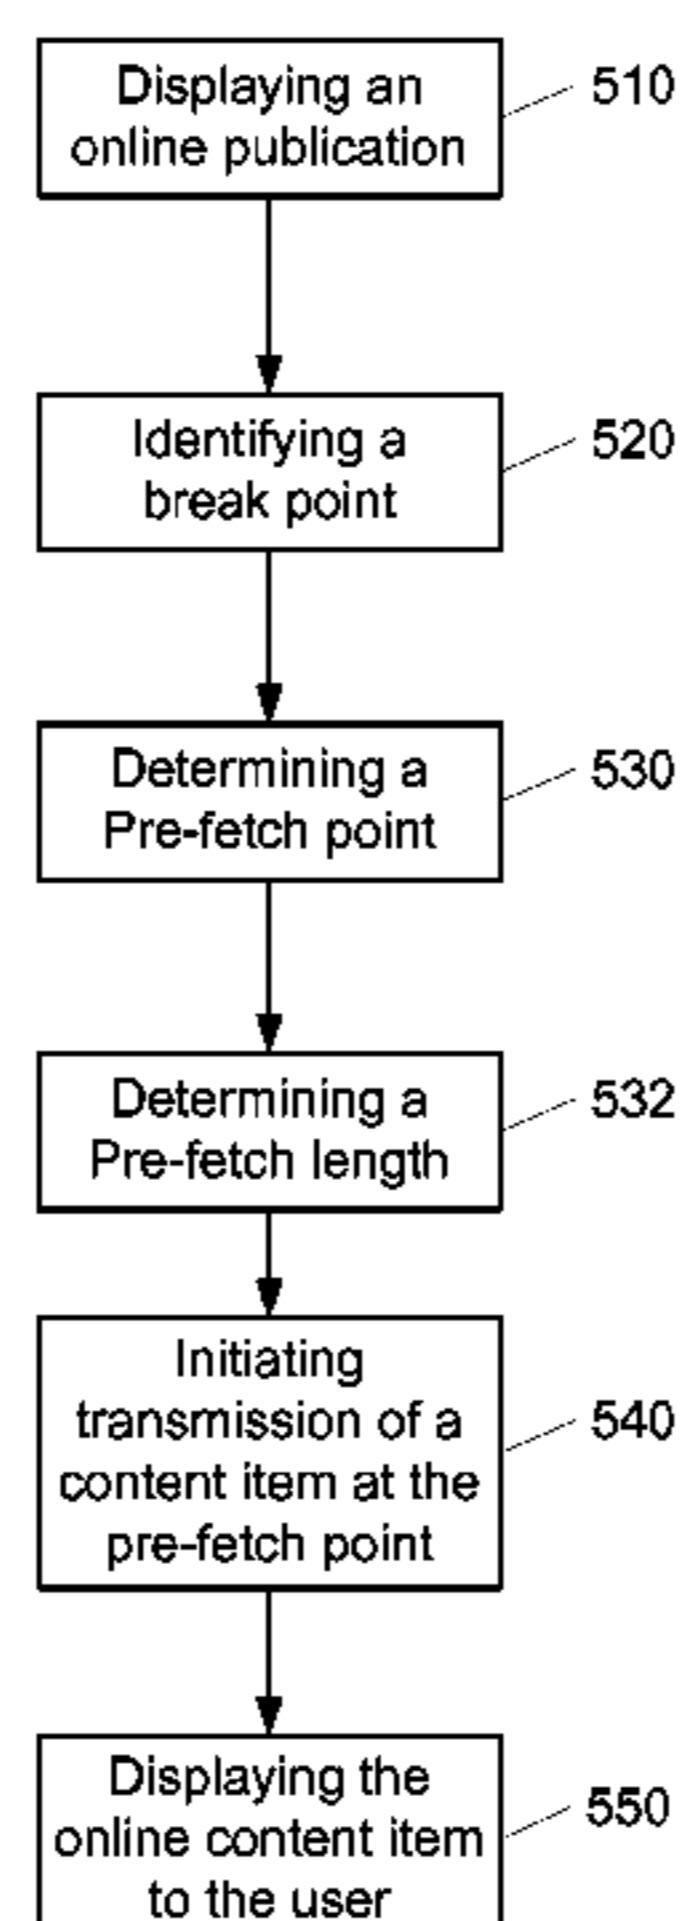 Displaying an
online publication
510
Identifying a
break point
520
Determining a
Pre-fetch point
530
Determining a
Pre-fetch length
532
Initiating
transmission of a
content item at the
pre-fetch point
540
Displaying the
online content item
to the user
550